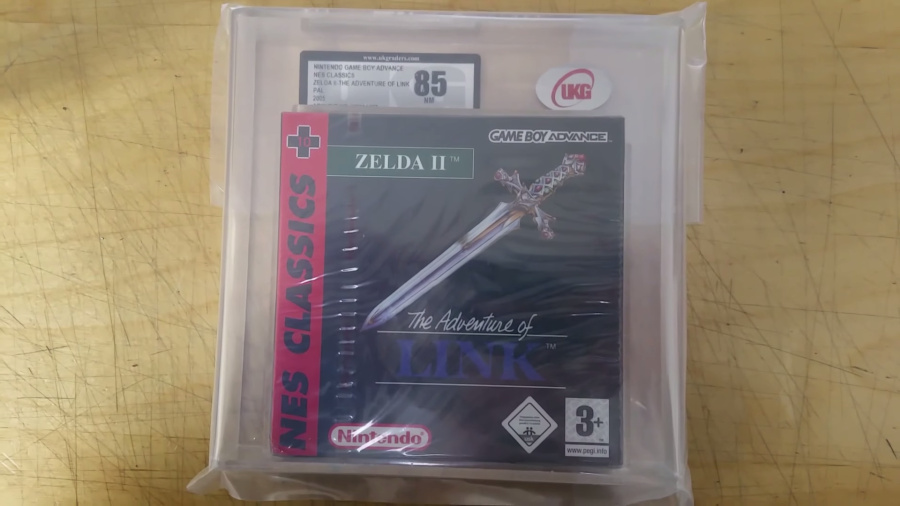 www.ukgraders.com
NINTENDO GAME BOY ADVANCE
NES CLASSICS
ZELDA II THE ADVENTURE OF LINK
PAL
2005
85
NM
UKG
NES CLASSICS
GAME BOY ADVANCE
ZELDA II™
The Adventure of
LINK™
Nintendo
3+
www.pegi.info